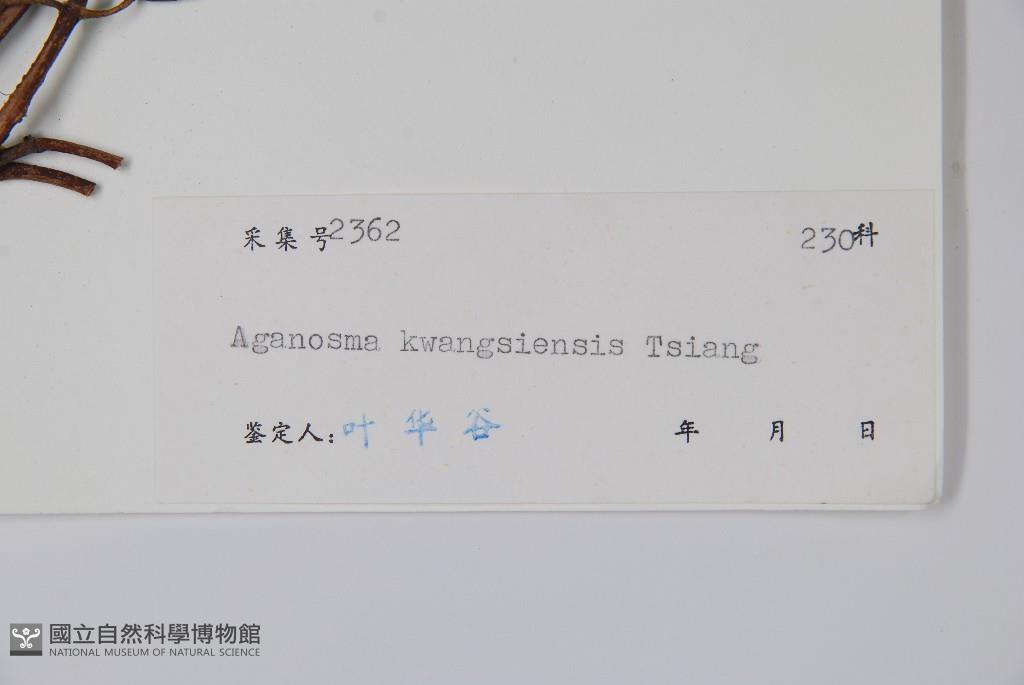 采集号2362 230科
Aganosma kwangsiensis Tsiang
鉴定人:叶华谷 年 月 日
國立自然科學博物館
NATIONAL MUSEUM OF NATURAL SCIENCE